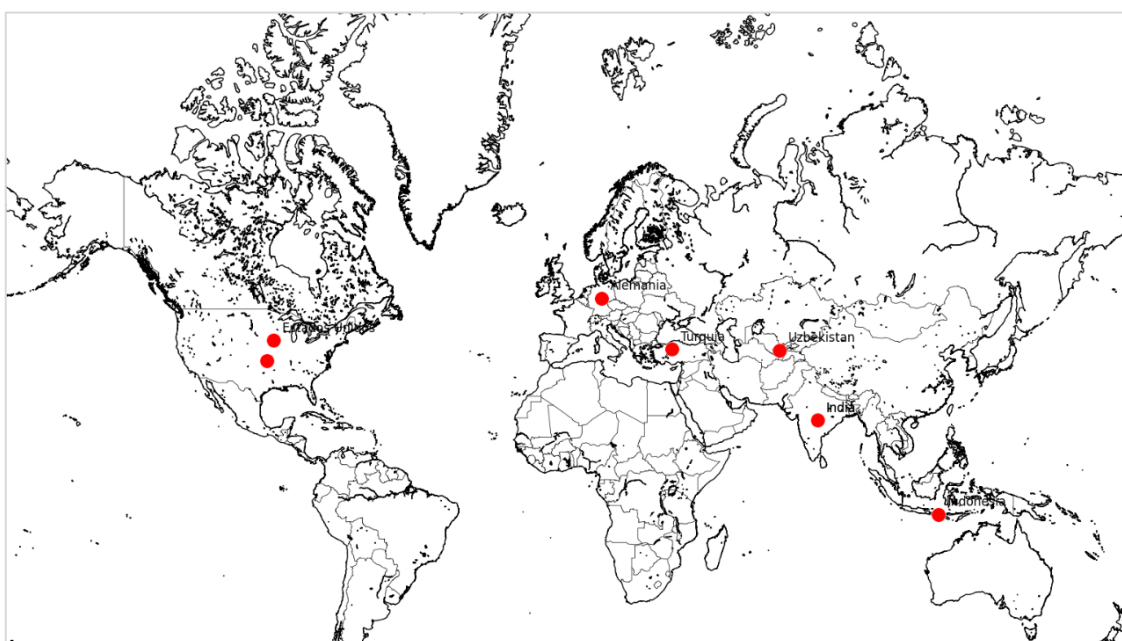 Alemania
Estados Unidos
Turquía
Uzbekistan
India
Indonesia